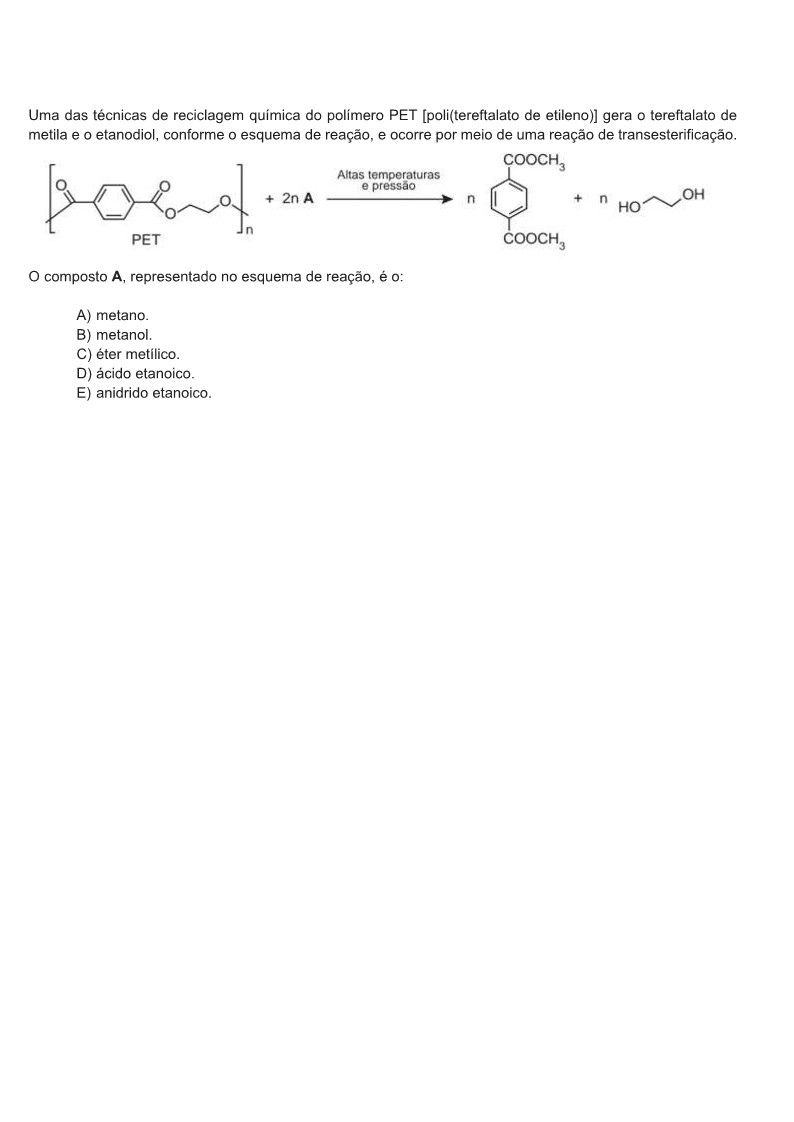 Uma das técnicas de reciclagem química do polímero PET [poli(tereftalato de etileno)] gera o tereftalato de
metila e o etanodiol, conforme o esquema de reação, e ocorre por meio de uma reação de transesterificação.
COOCH3
O O O O
n
PET
+ 2n A
Altas temperaturas
e pressão
n
COOCH3
+ n HO OH
O composto A, representado no esquema de reação, é o:
A) metano.
B) metanol.
C) éter metílico.
D) ácido etanoico.
E) anidrido etanoico.